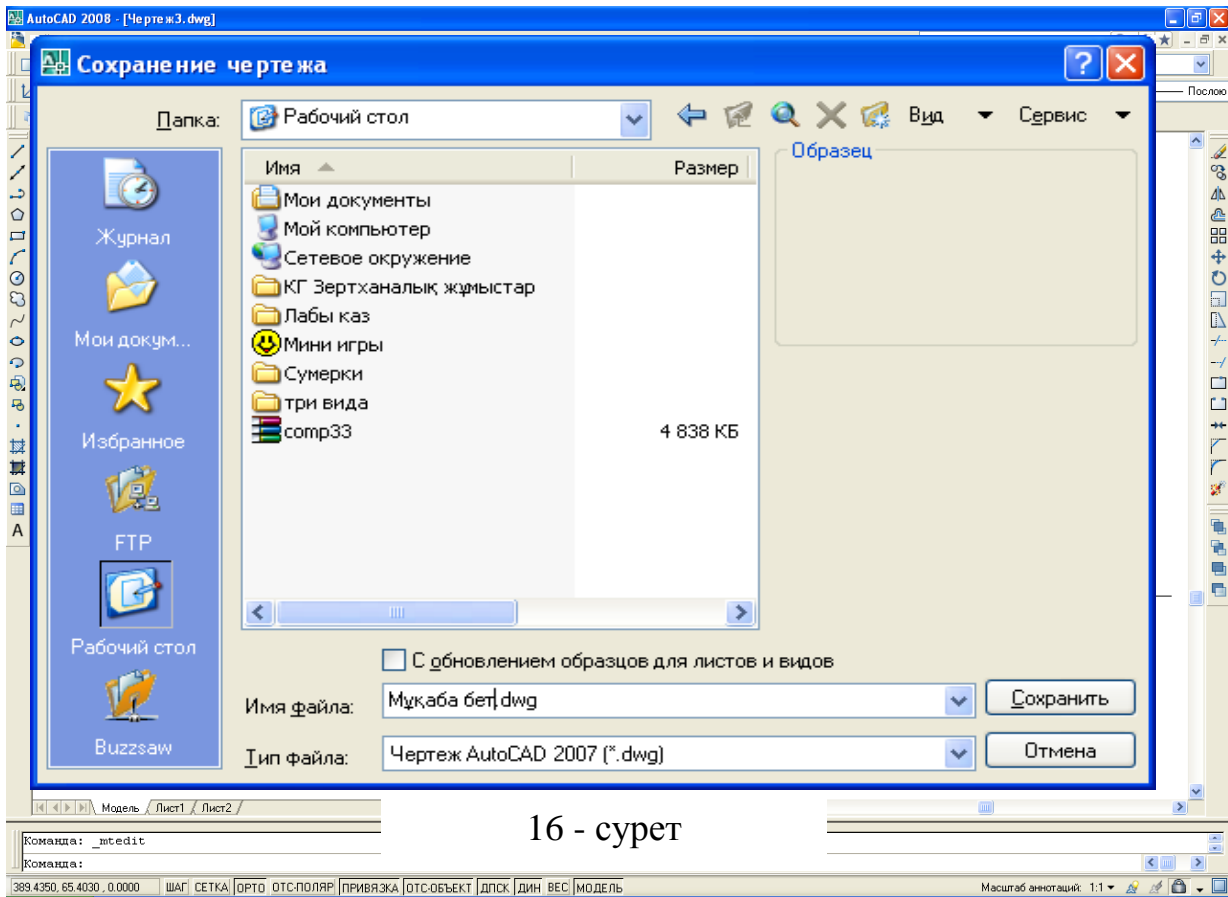 AutoCAD 2008 - [Чертеж3.dwg]
Сохранение чертежа
Послою
Папка: Рабочий стол Вид Сервис
Имя Размер
Образец
Мои документы
Мой компьютер
Сетевое окружение
КГ Зертханалық жұмыстар
Лабы каз
Мини игры
Сумерки
три вида
comp33 4 838 КБ
Журнал
Мои докум...
Избранное
FTP
Рабочий стол
Buzzsaw
С обновлением образцов для листов и видов
Имя файла: Мұқаба бет.dwg Сохранить
Тип файла: Чертеж AutoCAD 2007 (*.dwg) Отмена
Модель Лист1 Лист2
16 - сурет
Команда: _mtedit
Команда:
389.4350, 65.4030 , 0.0000 ШАГ СЕТКА ОРТО ОТС-ПОЛЯР ПРИВЯЗКА ОТС-ОБЪЕКТ ДПСК ДИН ВЕС МОДЕЛЬ Масштаб аннотаций: 1:1